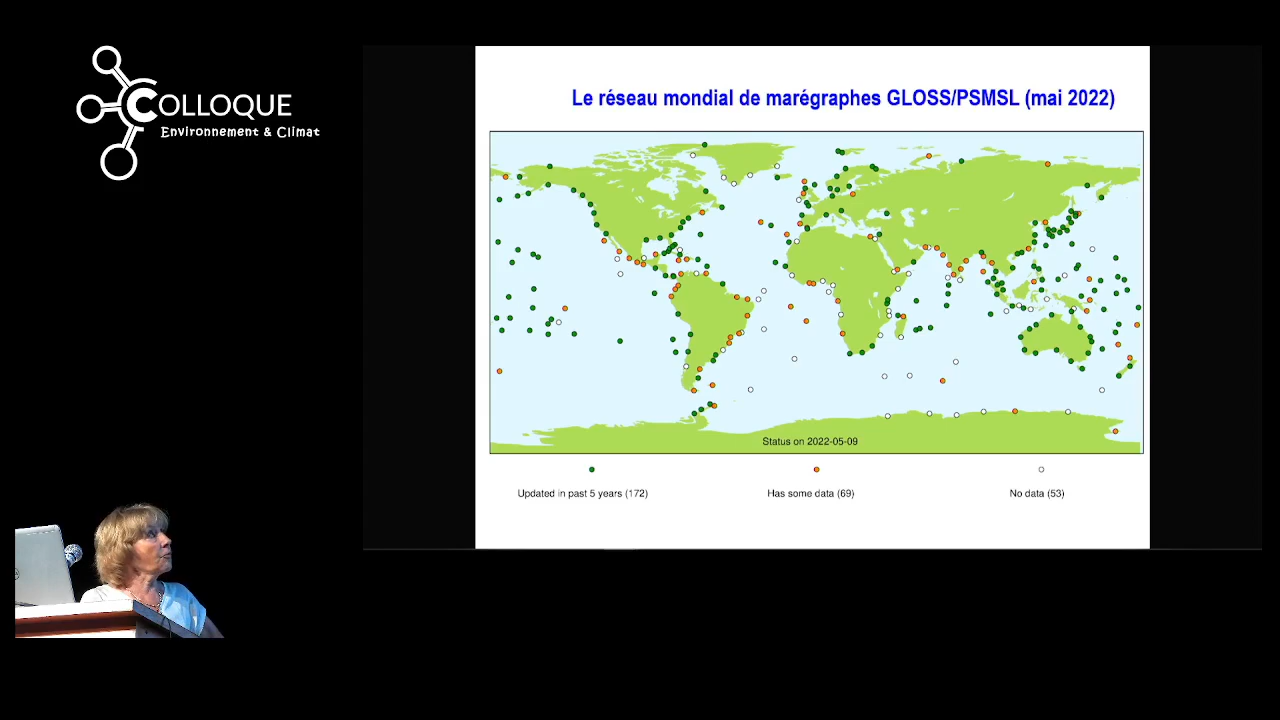 COLLOQUE
Environnement & Climat
Le réseau mondial de marégraphes GLOSS/PSMSL (mai 2022)
Status on 2022-05-09
Updated in past 5 years (172)
Has some data (69)
No data (53)